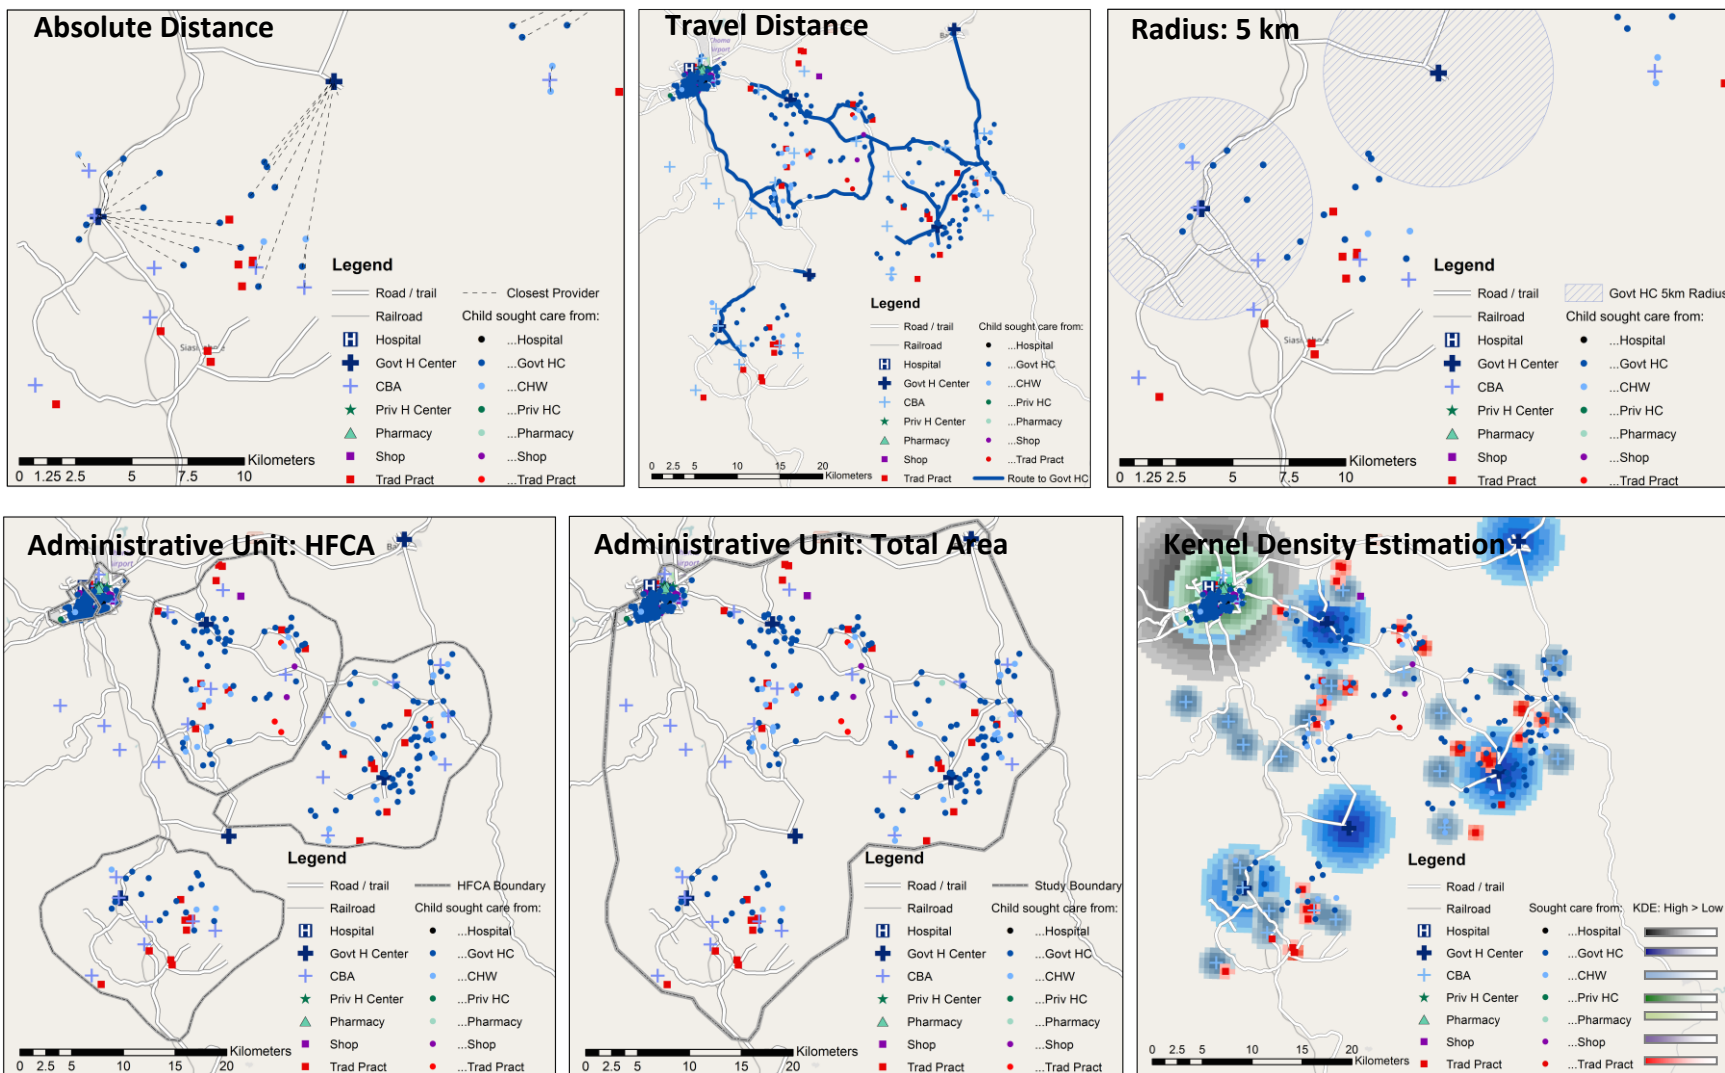 Absolute Distance
Legend
Road / trail
Closest Provider
Railroad
Child sought care from:
Hospital
...Hospital
Govt H Center
...Govt HC
CBA
...CHW
Priv H Center
...Priv HC
Pharmacy
...Pharmacy
Shop
...Shop
Trad Pract
...Trad Pract
Kilometers
0 1.25 2.5 5 7.5 10
Travel Distance
Legend
Road / trail
Child sought care from:
Railroad
...Hospital
Hospital
...Govt HC
Govt H Center
...CHW
CBA
...Priv HC
Priv H Center
...Pharmacy
Pharmacy
...Shop
Shop
...Trad Pract
Trad Pract
Route to Govt HC
0 2.5 5 10 15 20
Kilometers
Radius: 5 km
Legend
Road / trail
Govt HC 5km Radius
Railroad
Child sought care from:
Hospital
...Hospital
Govt H Center
...Govt HC
CBA
...CHW
Priv H Center
...Priv HC
Pharmacy
...Pharmacy
Shop
...Shop
Trad Pract
...Trad Pract
Kilometers
0 1.25 2.5 5 7.5 10
Administrative Unit: HFCA
Legend
Road / trail
HFCA Boundary
Railroad
Child sought care from:
Hospital
...Hospital
Govt H Center
...Govt HC
CBA
...CHW
Priv H Center
...Priv HC
Pharmacy
...Pharmacy
Shop
...Shop
Trad Pract
...Trad Pract
Kilometers
0 2.5 5 10 15 20
Administrative Unit: Total Area
Legend
Road / trail
Study Boundary
Railroad
Child sought care from:
Hospital
...Hospital
Govt H Center
...Govt HC
CBA
...CHW
Priv H Center
...Priv HC
Pharmacy
...Pharmacy
Shop
...Shop
Trad Pract
...Trad Pract
Kilometers
0 2.5 5 10 15 20
Kernel Density Estimation
Legend
Road / trail
Railroad
Sought care from: KDE: High > Low
Hospital
...Hospital
Govt H Center
...Govt HC
CBA
...CHW
Priv H Center
...Priv HC
Pharmacy
...Pharmacy
Shop
...Shop
Trad Pract
...Trad Pract
0 2.5 5 10 15 20
Kilometers